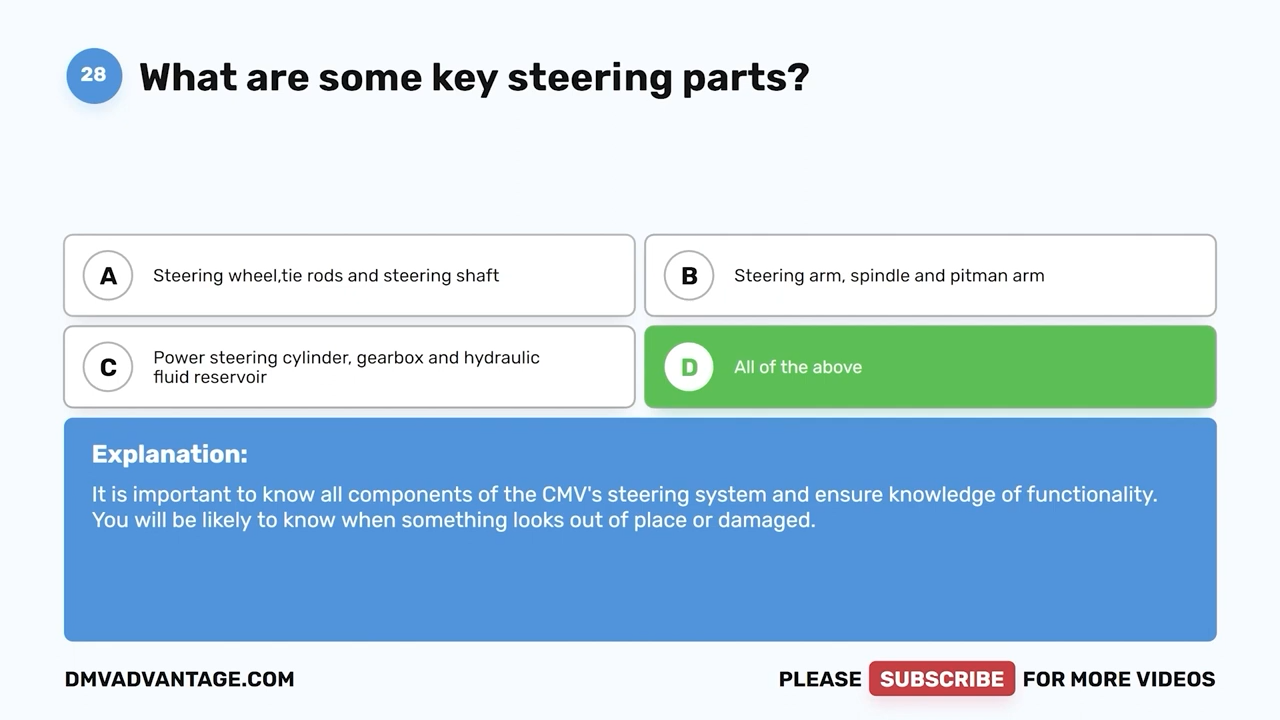 28 What are some key steering parts?
A Steering wheel,tie rods and steering shaft
B Steering arm, spindle and pitman arm
C Power steering cylinder, gearbox and hydraulic
fluid reservoir
D All of the above
Explanation:
It is important to know all components of the CMV's steering system and ensure knowledge of functionality.
You will be likely to know when something looks out of place or damaged.
DMVADVANTAGE.COM
PLEASE SUBSCRIBE FOR MORE VIDEOS